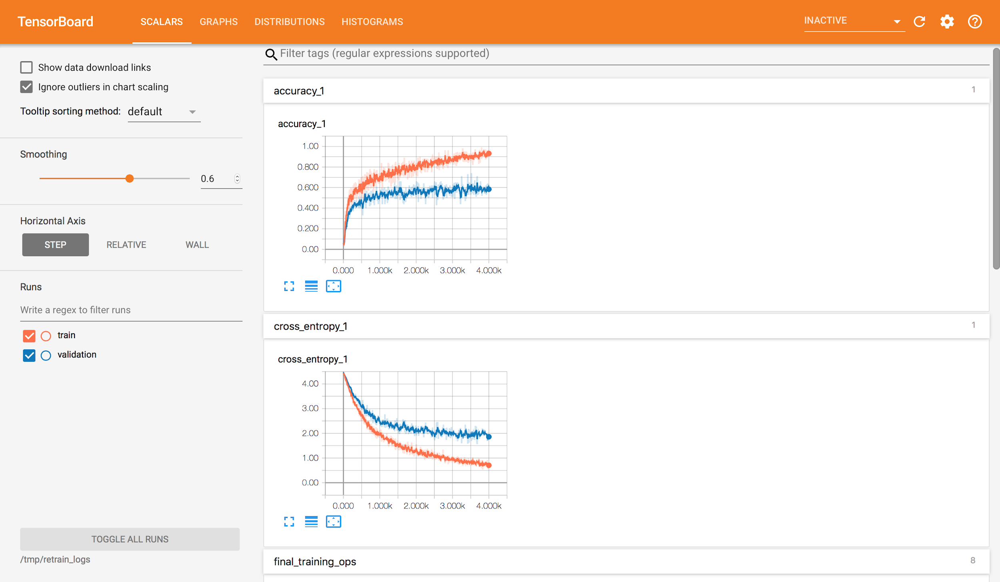 TensorBoard SCALARS GRAPHS DISTRIBUTIONS HISTOGRAMS INACTIVE
Show data download links
Ignore outliers in chart scaling
Tooltip sorting method: default
Smoothing
0.6
Horizontal Axis
STEP RELATIVE WALL
Runs
Write a regex to filter runs
train
validation
TOGGLE ALL RUNS
/tmp/retrain_logs
Filter tags (regular expressions supported)
accuracy_1 1
accuracy_1
1.00
0.800
0.600
0.400
0.200
0.00
0.000 1.000k 2.000k 3.000k 4.000k
cross_entropy_1 1
cross_entropy_1
4.00
3.00
2.00
1.00
0.00
0.000 1.000k 2.000k 3.000k 4.000k
final_training_ops 8